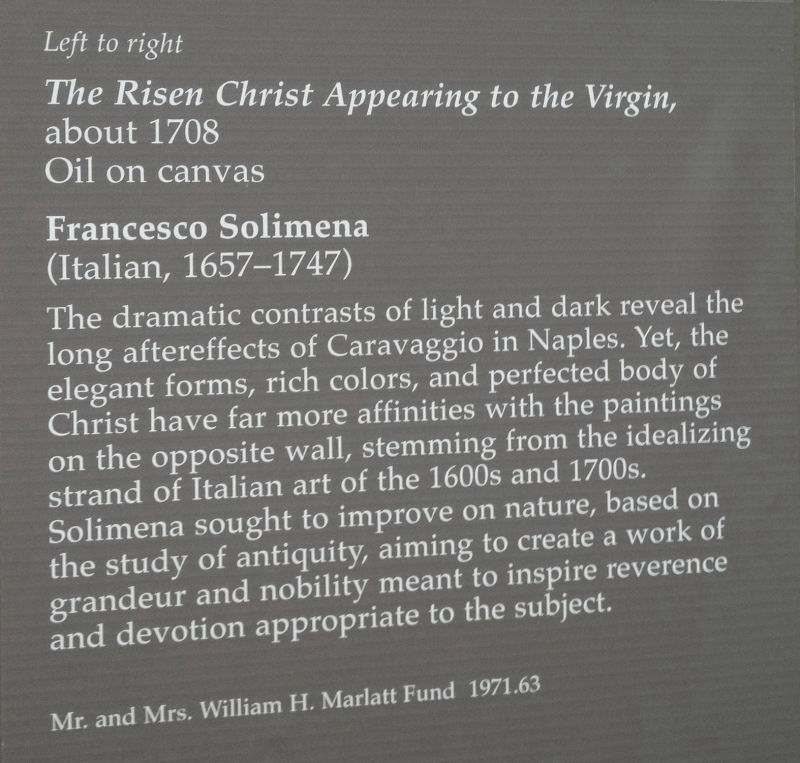 Left to right
The Risen Christ Appearing to the Virgin,
about 1708
Oil on canvas
Francesco Solimena
(Italian, 1657–1747)
The dramatic contrasts of light and dark reveal the
long aftereffects of Caravaggio in Naples. Yet, the
elegant forms, rich colors, and perfected body of
Christ have far more affinities with the paintings
on the opposite wall, stemming from the idealizing
strand of Italian art of the 1600s and 1700s.
Solimena sought to improve on nature, based on
the study of antiquity, aiming to create a work of
grandeur and nobility meant to inspire reverence
and devotion appropriate to the subject.
Mr. and Mrs. William H. Marlatt Fund 1971.63